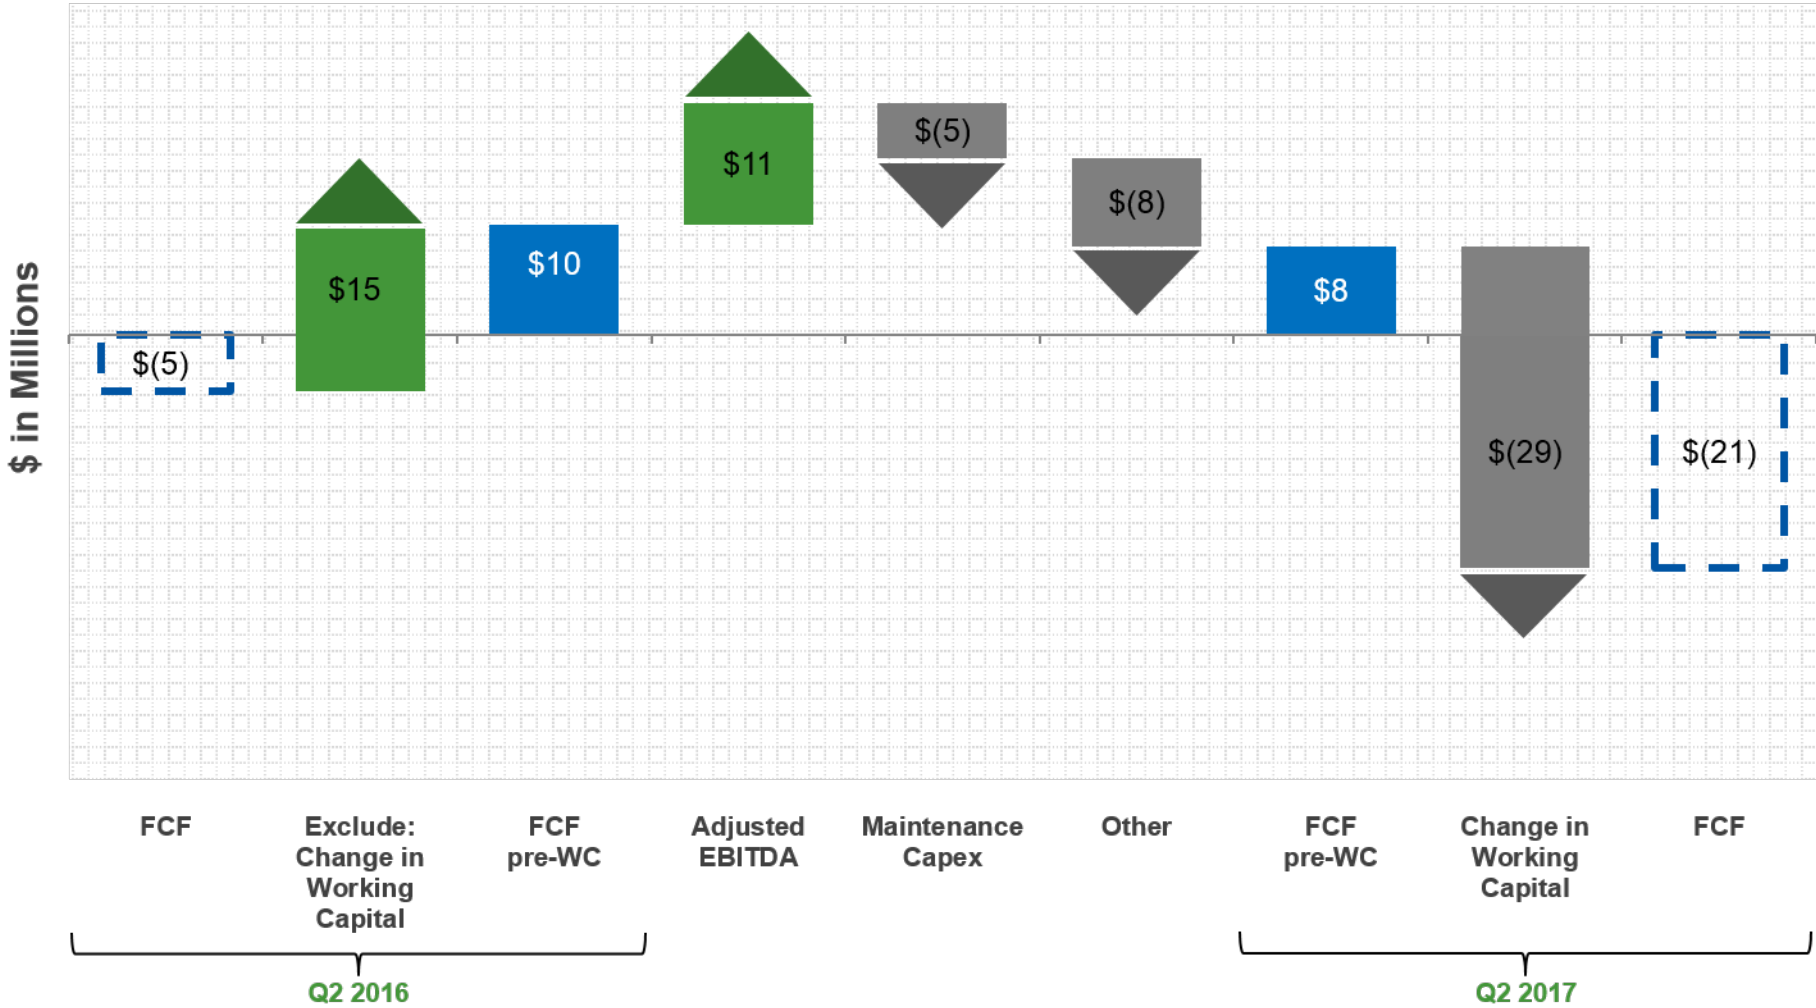 $ in Millions
$(5)
$15
$10
$11
$(5)
$(8)
$8
$(29)
$(21)
FCF
Exclude:
Change in
Working
Capital
FCF
pre-WC
Adjusted
EBITDA
Maintenance
Capex
Other
FCF
pre-WC
Change in
Working
Capital
FCF
Q2 2016
Q2 2017